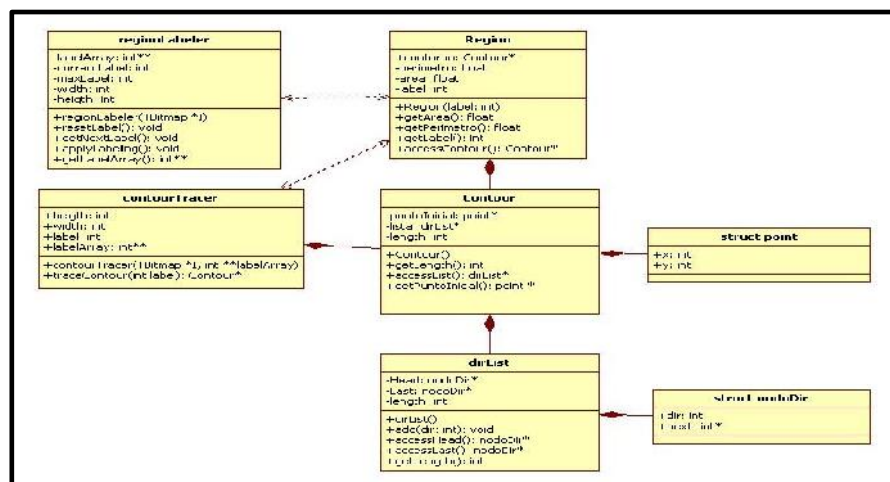 regionLabeler
-labelArray: int**
-currentLabel: int
-maxLabel: int
-width: int
-heigth: int
+regionLabeler(TBitmap *I)
+resetLabel(): void
+getNextLabel(): void
+applyLabeling(): void
+getLabelArray(): int**
Region
-contorno: Contour*
-perimetro: float
-area: float
-label: int
+Region(label: int)
+getArea(): float
+getPerimetro(): float
+getLabel(): int
+accessContour(): Contour*
contourTracer
+heigth: int
+width: int
+label: int
+labelArray: int**
+contourTracer(TBitmap *I, int **labelArray)
+traceContour(int label): Contour*
Contour
-puntoInicial: point*
-lista: dirList*
-length: int
+Contour()
+getLength(): int
+accessList(): dirList*
+getPuntoInicial(): point*
struct point
+x: int
+y: int
dirList
-Head: nodoDir*
-Last: nodoDir*
-length: int
+dirList()
+add(dir: int): void
+accessHead(): nodoDir*
+accessLast(): nodoDir*
+getLength(): int
struct nodoDir
+dir: int
+next: int*